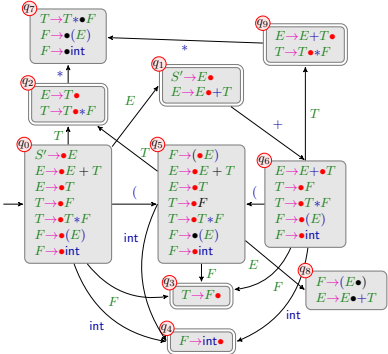 q7
T→T*●F
F→●(E)
F→●int
q9
E→E+T●
T→T●*F
*
q1
S′→E●
E→E●+T
*
q2
E→T●
T→T●*F
E
+
T
T
T
q0
S′→●E
E→●E + T
E→●T
T→●F
T→●T*F
F→●(E)
F→●int
(
q5
F→(●E)
E→●E + T
E→●T
T→●F
T→●T*F
F→●(E)
F→●int
(
q6
E→E+●T
T→●F
T→●T*F
F→●(E)
F→●int
int
F
E
q3
T→F●
F
F
q8
F→(E●)
E→E●+T
int
int
q4
F→int●